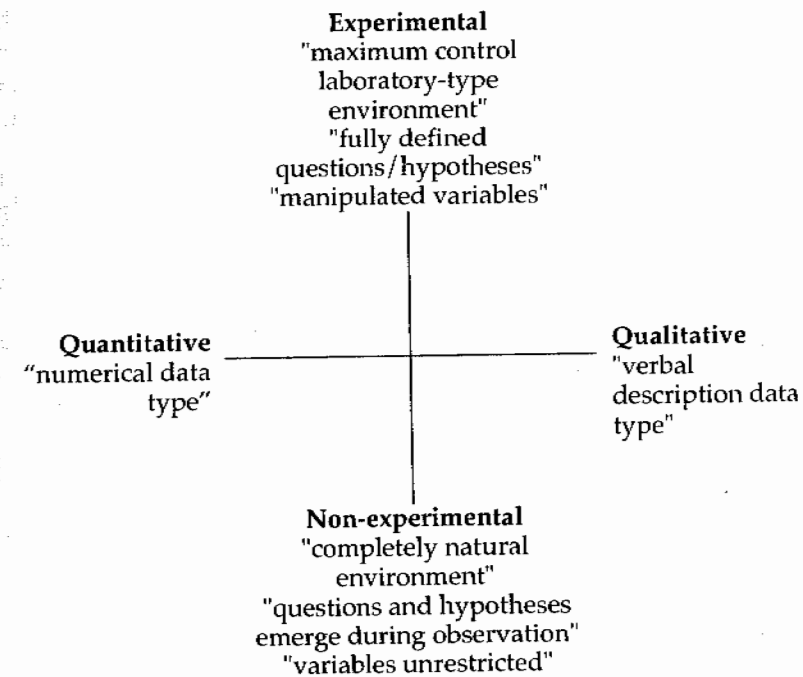 Experimental
"maximum control
laboratory-type
environment"
"fully defined
questions/hypotheses"
"manipulated variables"
Quantitative
"numerical data
type"
Qualitative
"verbal
description data
type"
Non-experimental
"completely natural
environment"
"questions and hypotheses
emerge during observation"
"variables unrestricted"